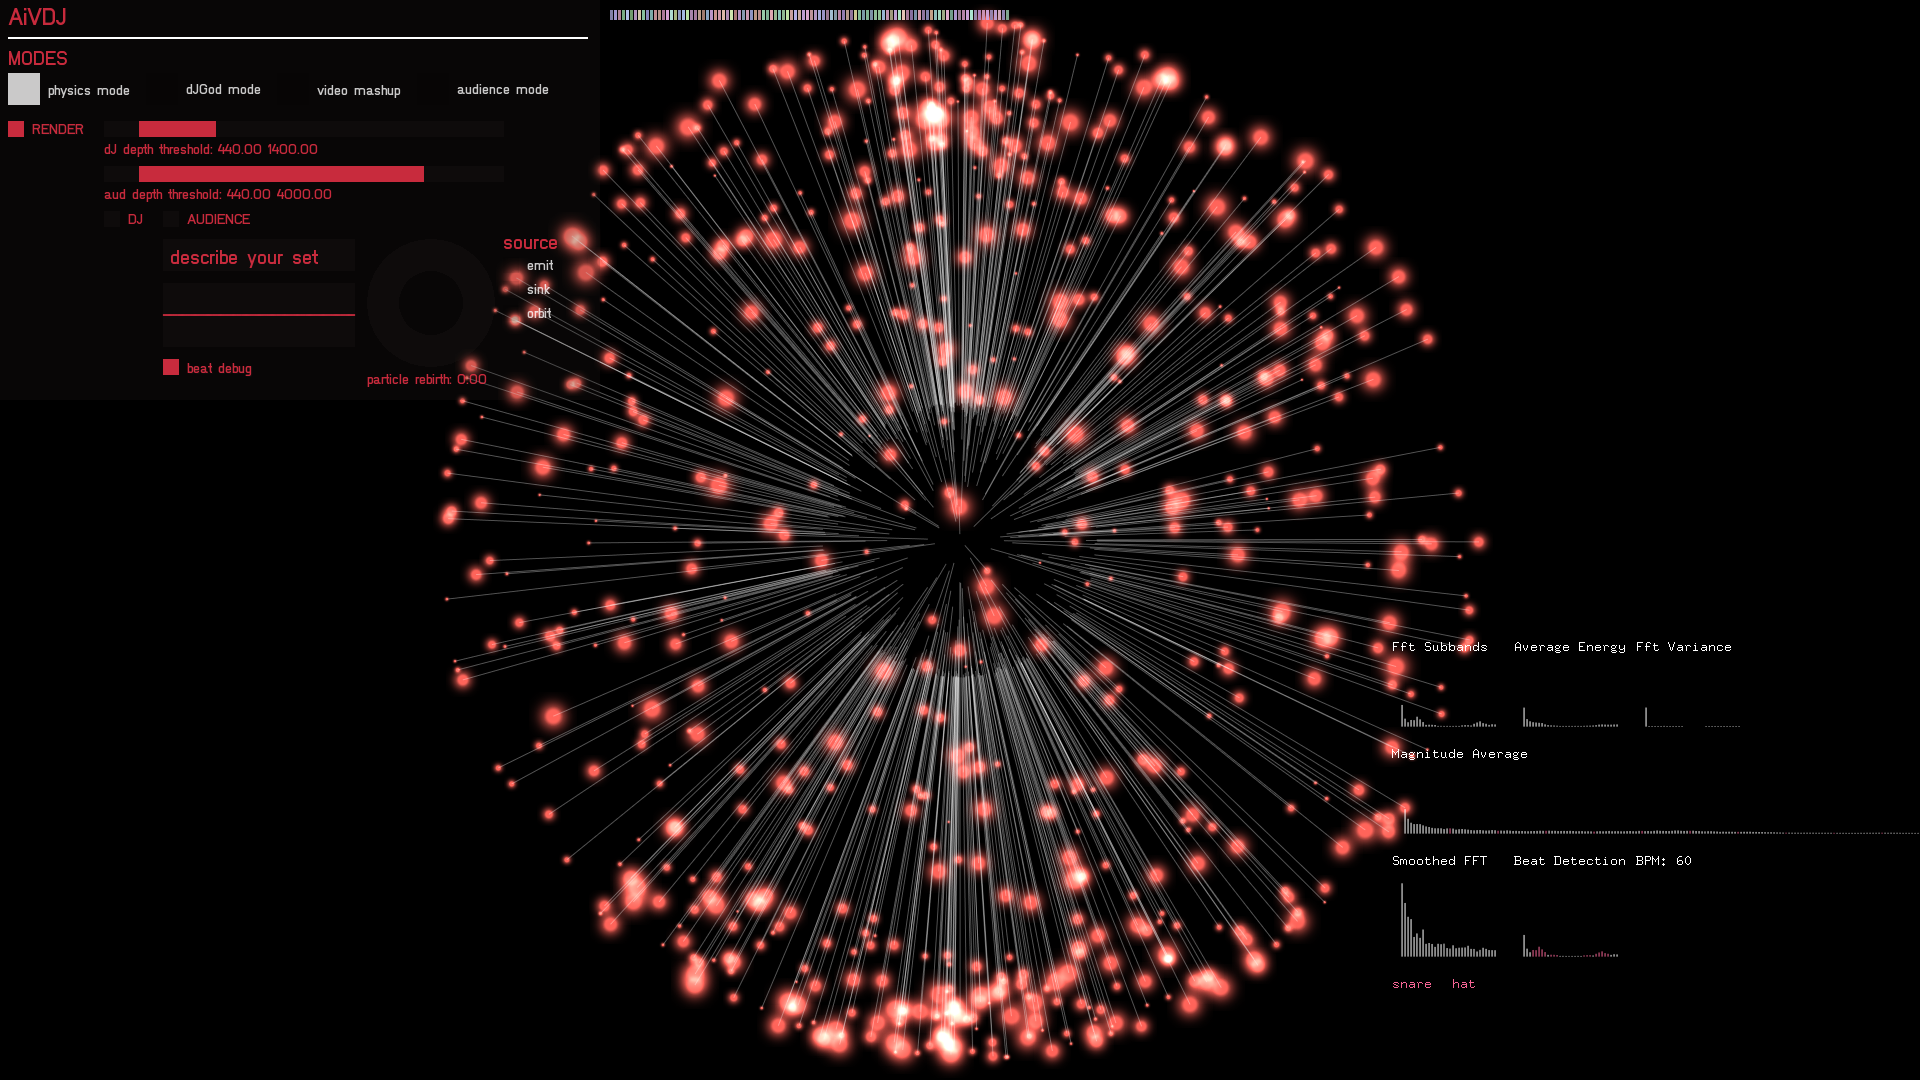 AiVDJ
MODES
physics mode dJGod mode video mashup audience mode
RENDER
dJ depth threshold: 440.00 1400.00
aud depth threshold: 440.00 4000.00
DJ AUDIENCE
describe your set
source
emit
sink
orbit
beat debug
particle rebirth: 0.00
Fft Subbands Average Energy Fft Variance
Magnitude Average
Smoothed FFT Beat Detection BPM: 60
snare hat